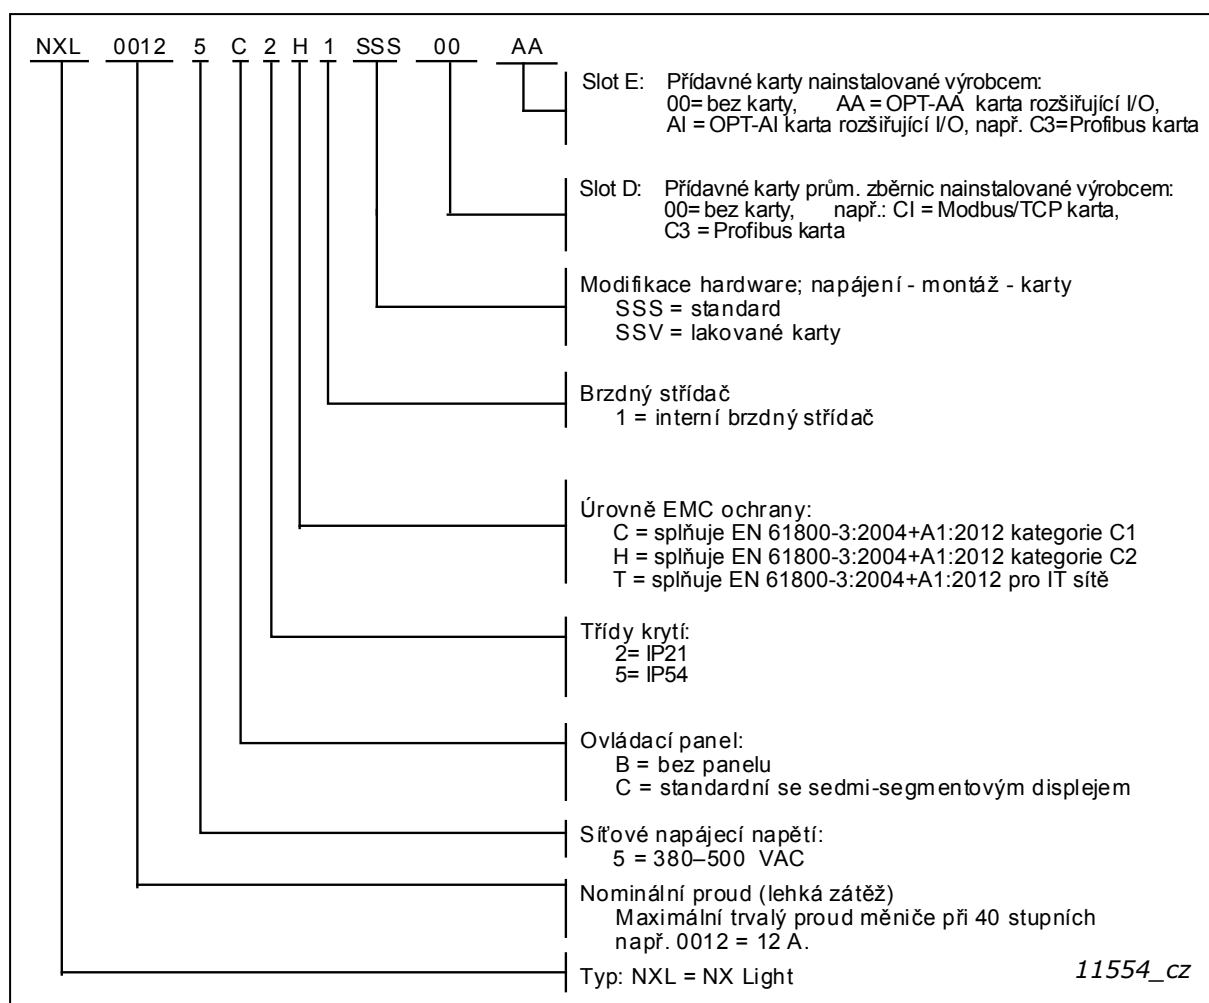 NXL 0012 5 C 2 H 1 SSS 00 AA
Slot E: Přídavné karty nainstalované výrobcem:
00= bez karty, AA = OPT-AA karta rozšiřující I/O,
AI = OPT-AI karta rozšiřující I/O, např. C3=Profibus karta
Slot D: Přídavné karty prům. zběrnic nainstalované výrobcem:
00= bez karty, např.: CI = Modbus/TCP karta,
C3 = Profibus karta
Modifikace hardware; napájení - montáž - karty
SSS = standard
SSV = lakované karty
Brzdný střídač
1 = interní brzdný střídač
Úrovně EMC ochrany:
C = splňuje EN 61800-3:2004+A1:2012 kategorie C1
H = splňuje EN 61800-3:2004+A1:2012 kategorie C2
T = splňuje EN 61800-3:2004+A1:2012 pro IT sítě
Třídy krytí:
2= IP21
5= IP54
Ovládací panel:
B = bez panelu
C = standardní se sedmi-segmentovým displejem
Síťové napájecí napětí:
5 = 380–500 VAC
Nominální proud (lehká zátěž)
Maximální trvalý proud měniče při 40 stupních
např. 0012 = 12 A.
Typ: NXL = NX Light
11554_cz